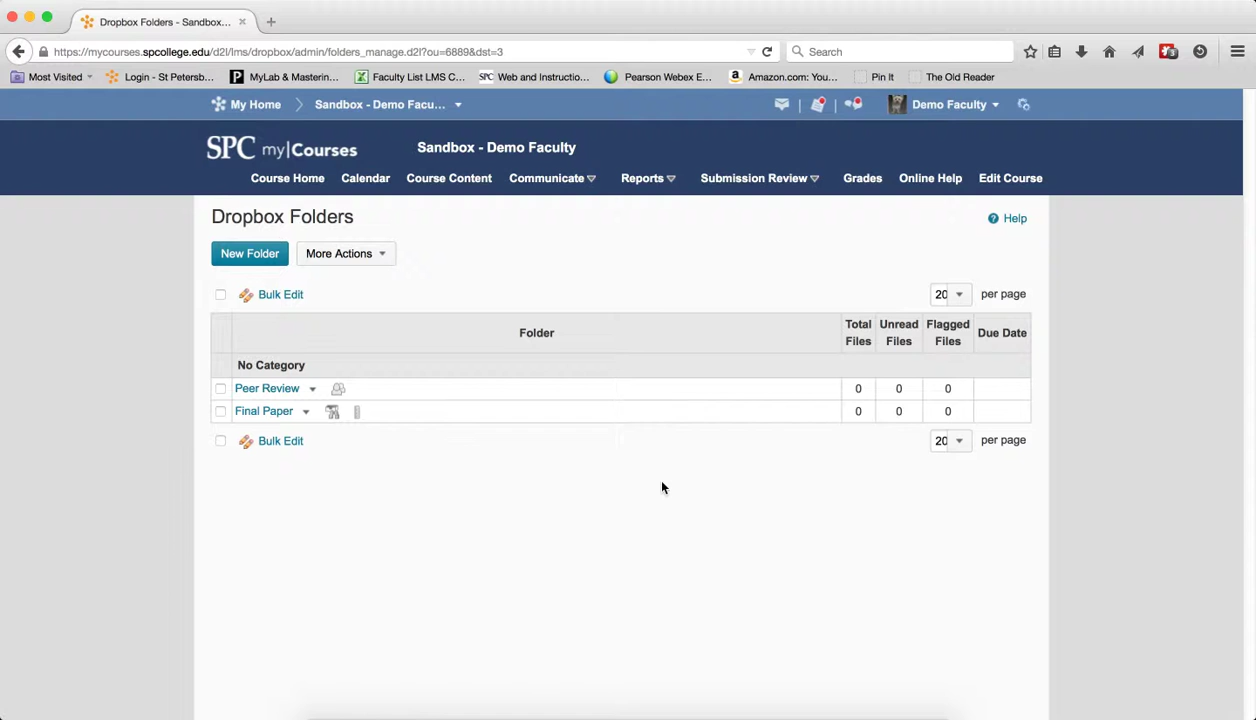 Dropbox Folders - Sandbox...
https://mycourses.spcollege.edu/d2l/lms/dropbox/admin/folders_manage.d2l?ou=6889&dst=3
Search
Most Visited
Login - St Petersb...
MyLab & Mastering...
Faculty List LMS C...
SPC Web and Instructio...
Pearson Webex E...
a Amazon.com: You...
Pin It
The Old Reader
My Home
Sandbox - Demo Facu...
Demo Faculty
SPC my|Courses
Sandbox - Demo Faculty
Course Home
Calendar
Course Content
Communicate
Reports
Submission Review
Grades
Online Help
Edit Course
Dropbox Folders
Help
New Folder
More Actions
Bulk Edit
20 per page
Folder
Total Files
Unread Files
Flagged Files
Due Date
No Category
Peer Review 0 0 0
Final Paper 0 0 0
Bulk Edit
20 per page